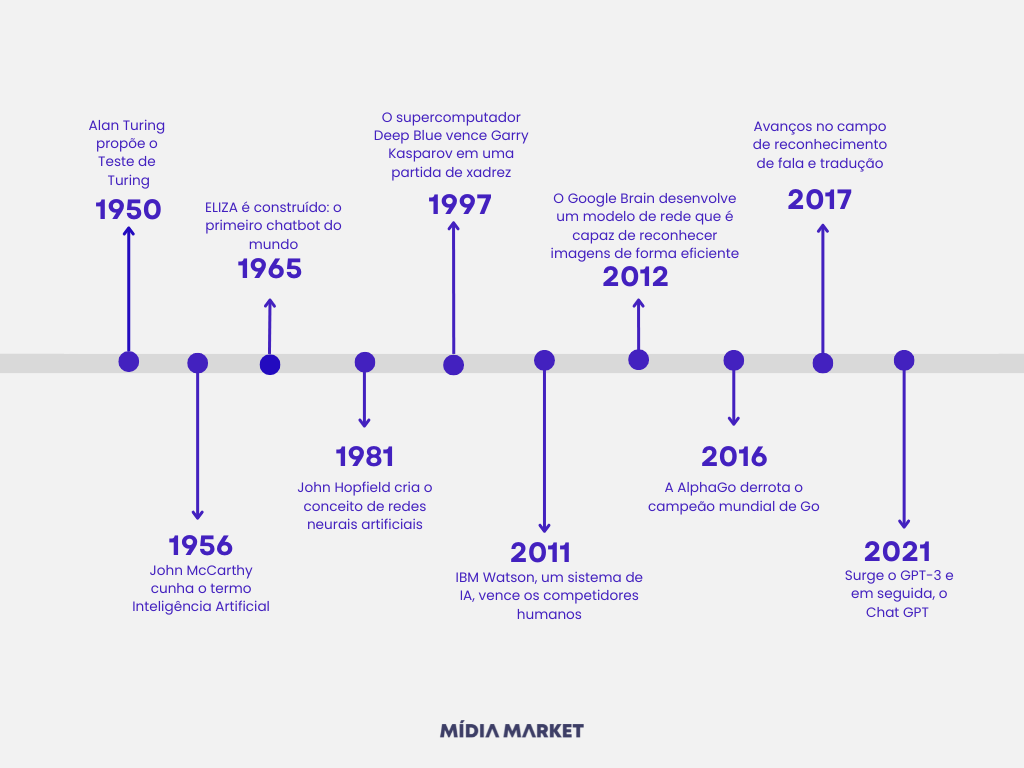 Alan Turing
propõe o
Teste de
Turing
1950
John McCarthy
cunha o termo
Inteligência Artificial
1956
ELIZA é construído: o
primeiro chatbot do
mundo
1965
1981
John Hopfield cria o
conceito de redes
neurais artificiais
O supercomputador
Deep Blue vence Garry
Kasparov em uma
partida de xadrez
1997
2011
IBM Watson, um sistema de
IA, vence os competidores
humanos
O Google Brain desenvolve
um modelo de rede que é
capaz de reconhecer
imagens de forma eficiente
2012
2016
A AlphaGo derrota o
campeão mundial de Go
Avanços no campo
de reconhecimento
de fala e tradução
2017
2021
Surge o GPT-3 e
em seguida, o
Chat GPT
MÍDIA MARKET